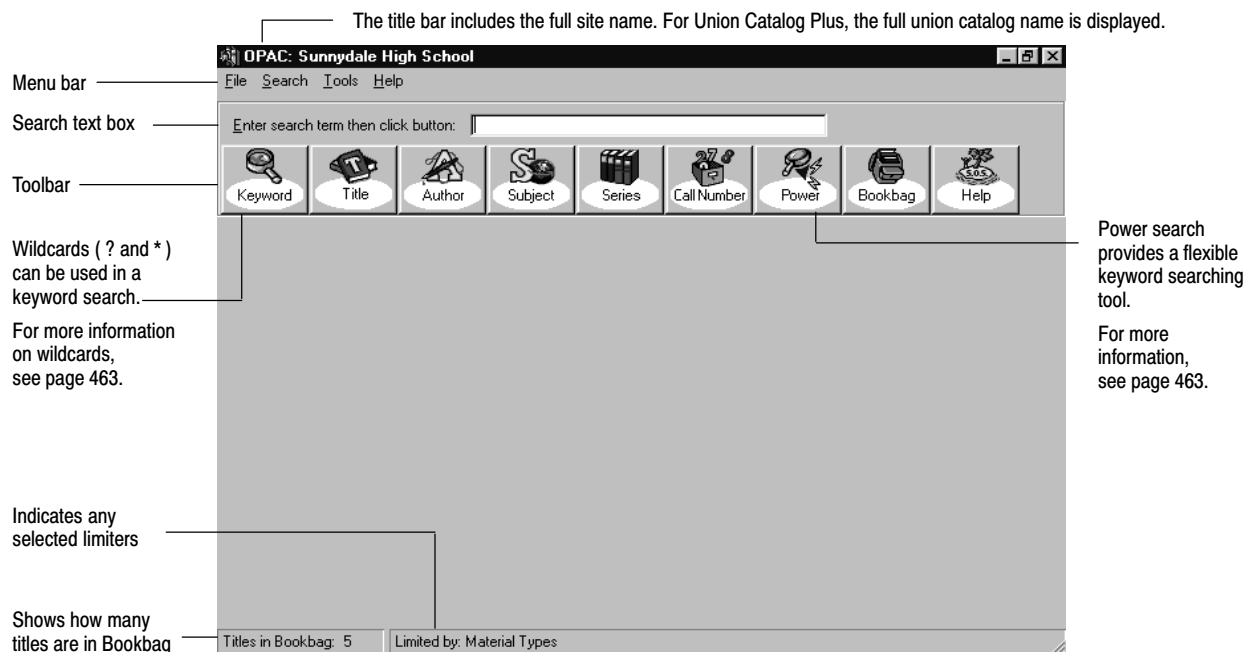 The title bar includes the full site name. For Union Catalog Plus, the full union catalog name is displayed.
OPAC: Sunnydale High School
Menu bar
File Search Tools Help
Search text box
Enter search term then click button:
Toolbar
Keyword Title Author Subject Series Call Number Power Bookbag Help
T
S
27 8
S.O.S.
Wildcards ( ? and * )
can be used in a
keyword search.
For more information
on wildcards,
see page 463.
Power search
provides a flexible
keyword searching
tool.
For more
information,
see page 463.
Indicates any
selected limiters
Shows how many
titles are in Bookbag
Titles in Bookbag: 5
Limited by: Material Types